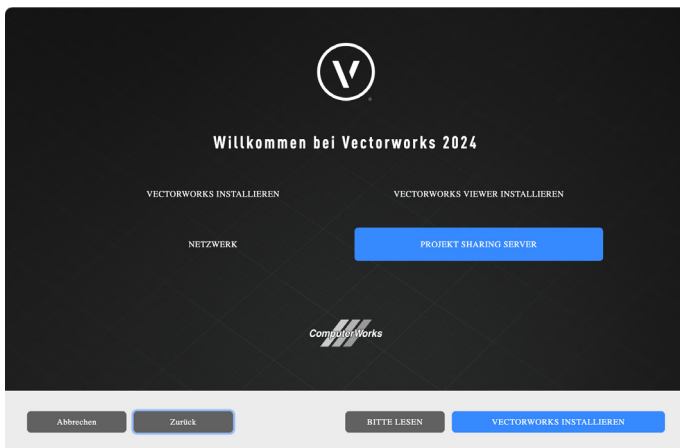 V
Willkommen bei Vectorworks 2024
VECTORWORKS INSTALLIEREN
VECTORWORKS VIEWER INSTALLIEREN
NETZWERK
PROJEKT SHARING SERVER
ComputerWorks
Abbrechen
Zurück
BITTE LESEN
VECTORWORKS INSTALLIEREN